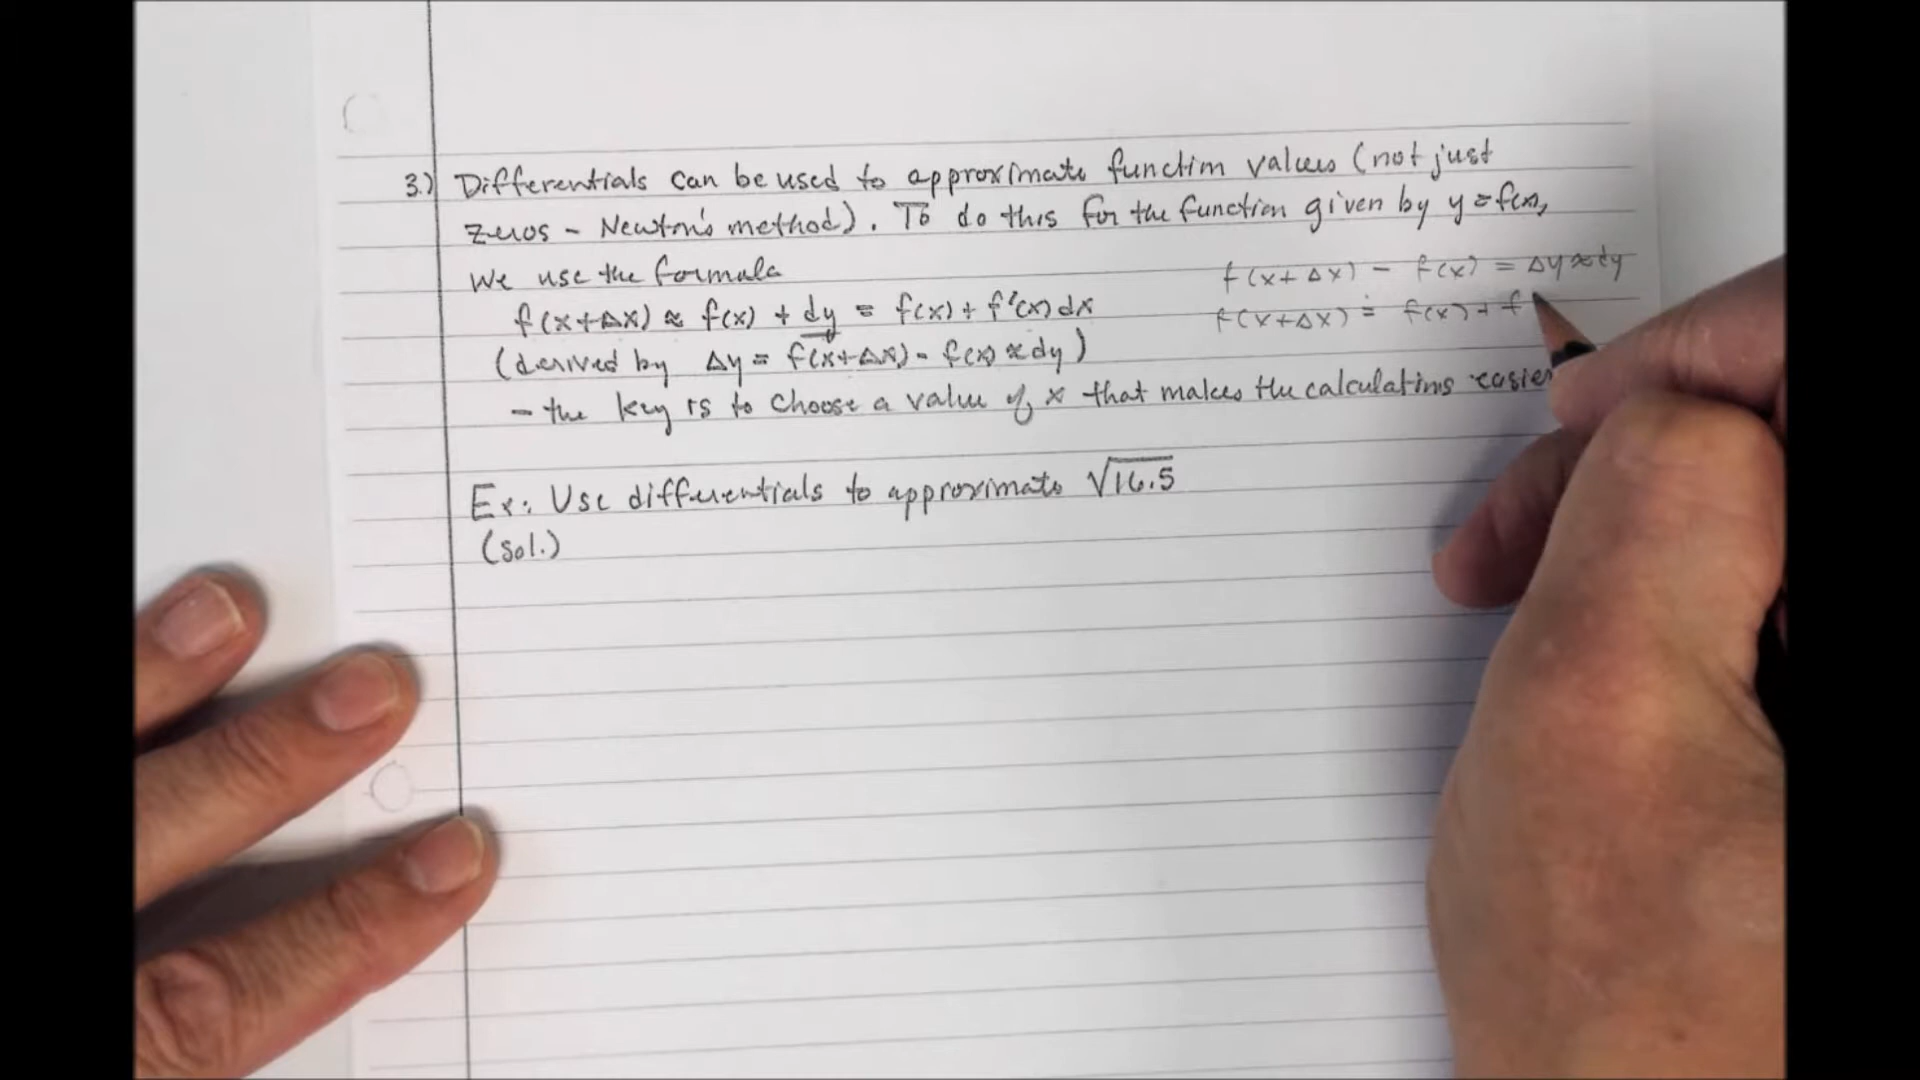 3.) Differentials can be used to approximate function values (not just
zeros - Newton's method). To do this for the function given by y = f(x),
we use the formula
f(x+Δx) ≈ f(x) + dy = f(x) + f'(x) dx
(derived by Δy = f(x+Δx) - f(x) ≈ dy)
- the key is to choose a value of x that makes the calculations easier
f(x+Δx) - f(x) = Δy ≈ dy
f(x+Δx) ≐ f(x) + f
Ex: Use differentials to approximate √16.5
(sol.)